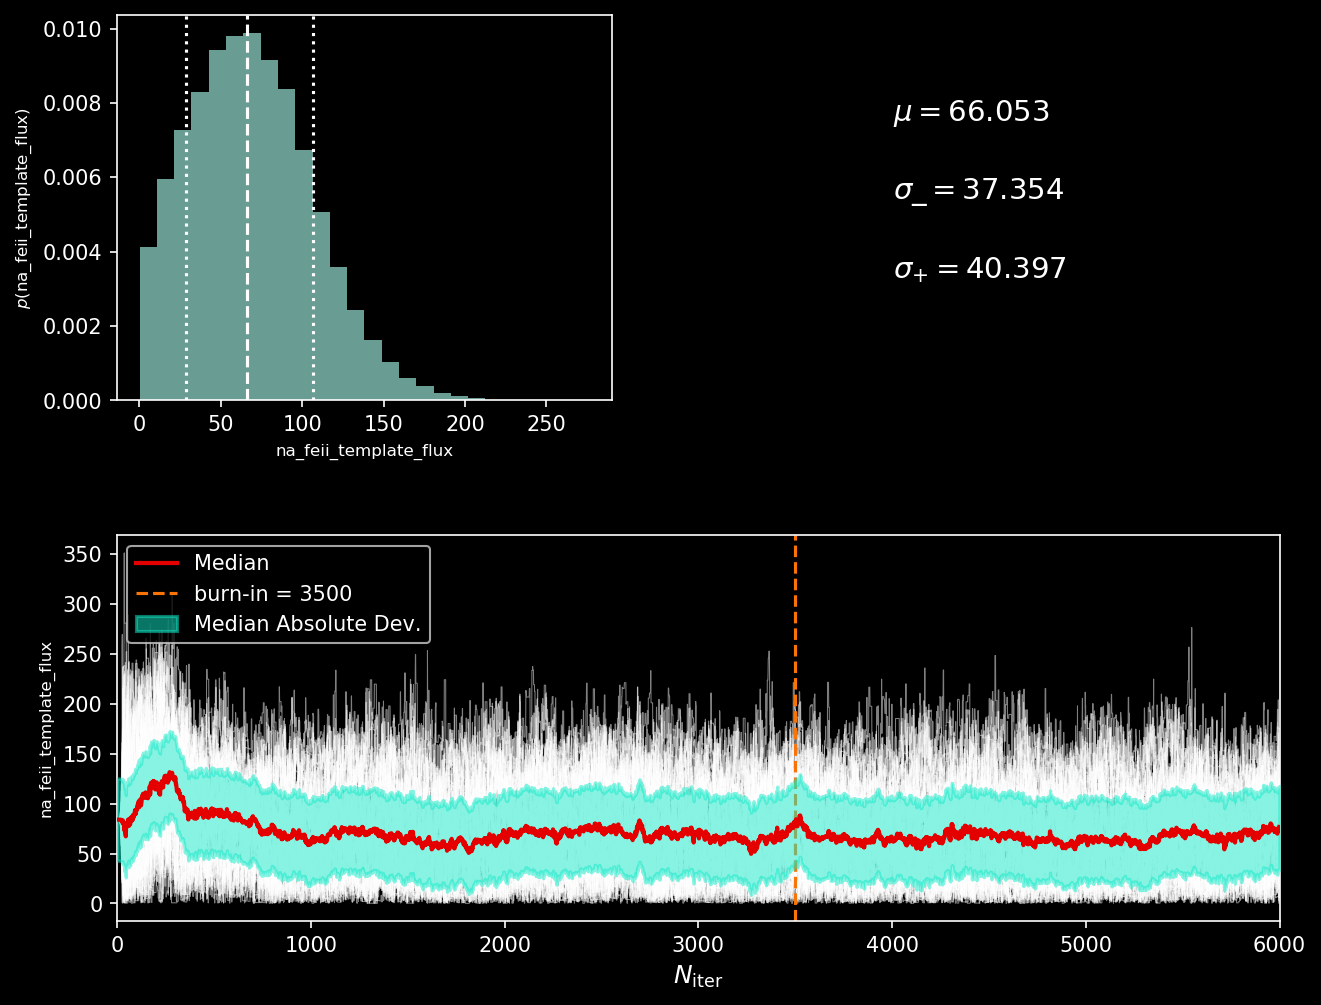 0.010
0.008
0.006
0.004
0.002
0.000
p(na_feii_template_flux)
0 50 100 150 200 250
na_feii_template_flux
μ = 66.053
σ₋ = 37.354
σ₊ = 40.397
350
300
250
200
150
100
50
0
na_feii_template_flux
Median
burn-in = 3500
Median Absolute Dev.
0 1000 2000 3000 4000 5000 6000
N_iter